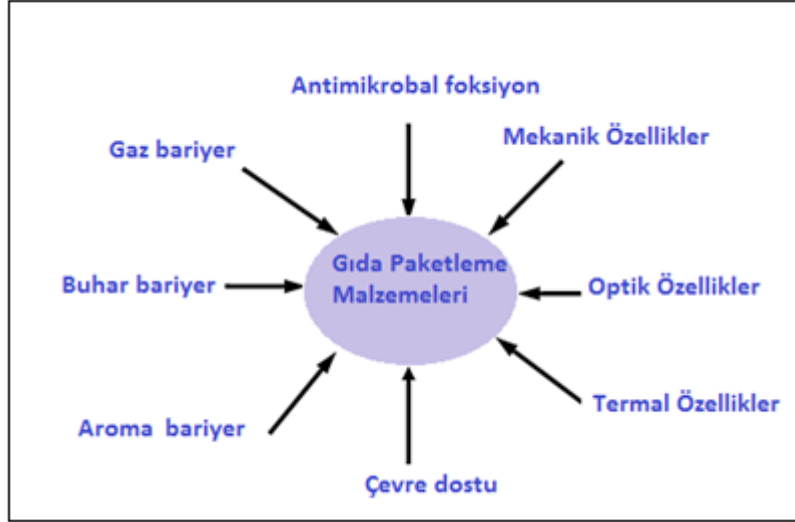 Antimikrobal foksiyon
Gaz bariyer
Mekanik Özellikler
Gıda Paketleme
Malzemeleri
Buhar bariyer
Optik Özellikler
Aroma bariyer
Termal Özellikler
Çevre dostu